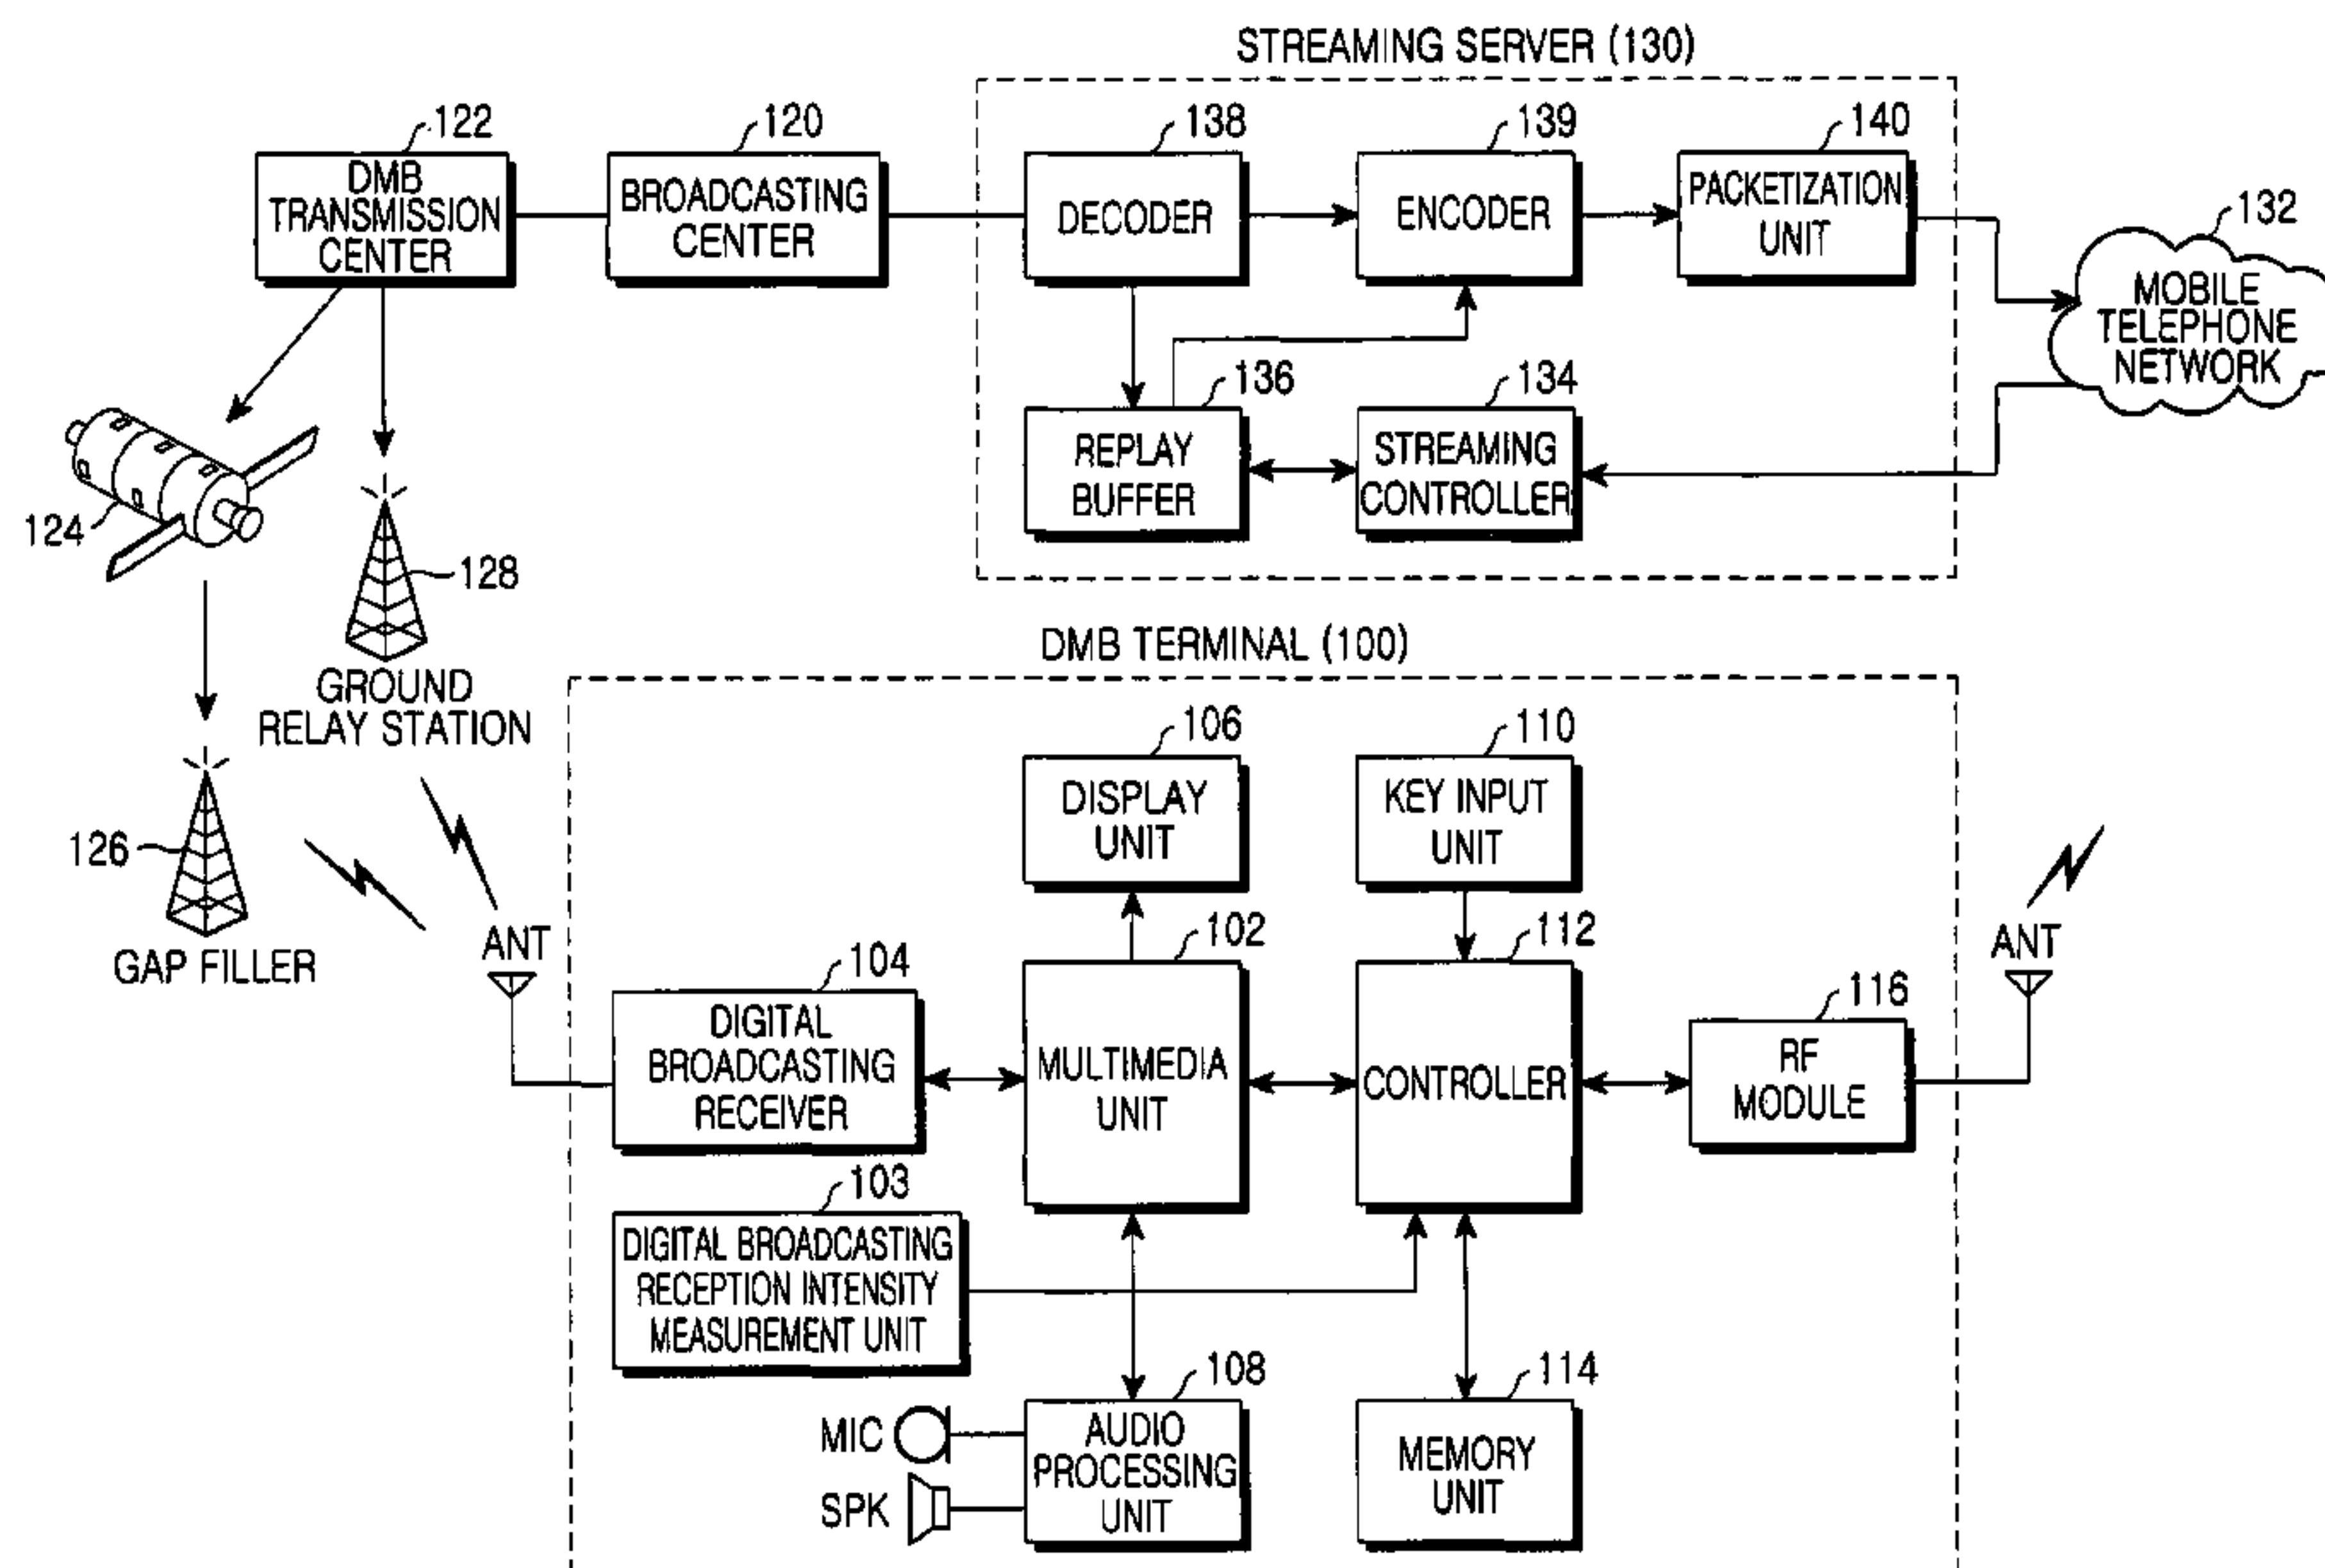 STREAMING SERVER (130)
122
120
138
139
140
DMB
TRANSMISSION
CENTER
BROADCASTING
CENTER
DECODER
ENCODER
PACKETIZATION
UNIT
132
MOBILE
TELEPHONE
NETWORK
136
134
REPLAY
BUFFER
STREAMING
CONTROLLER
124
128
GROUND
RELAY STATION
DMB TERMINAL (100)
106
110
DISPLAY
UNIT
KEY INPUT
UNIT
126
GAP FILLER
ANT
104
102
112
ANT
116
DIGITAL
BROADCASTING
RECEIVER
MULTIMEDIA
UNIT
CONTROLLER
RF
MODULE
103
DIGITAL BROADCASTING
RECEPTION INTENSITY
MEASUREMENT UNIT
108
114
MIC
SPK
AUDIO
PROCESSING
UNIT
MEMORY
UNIT